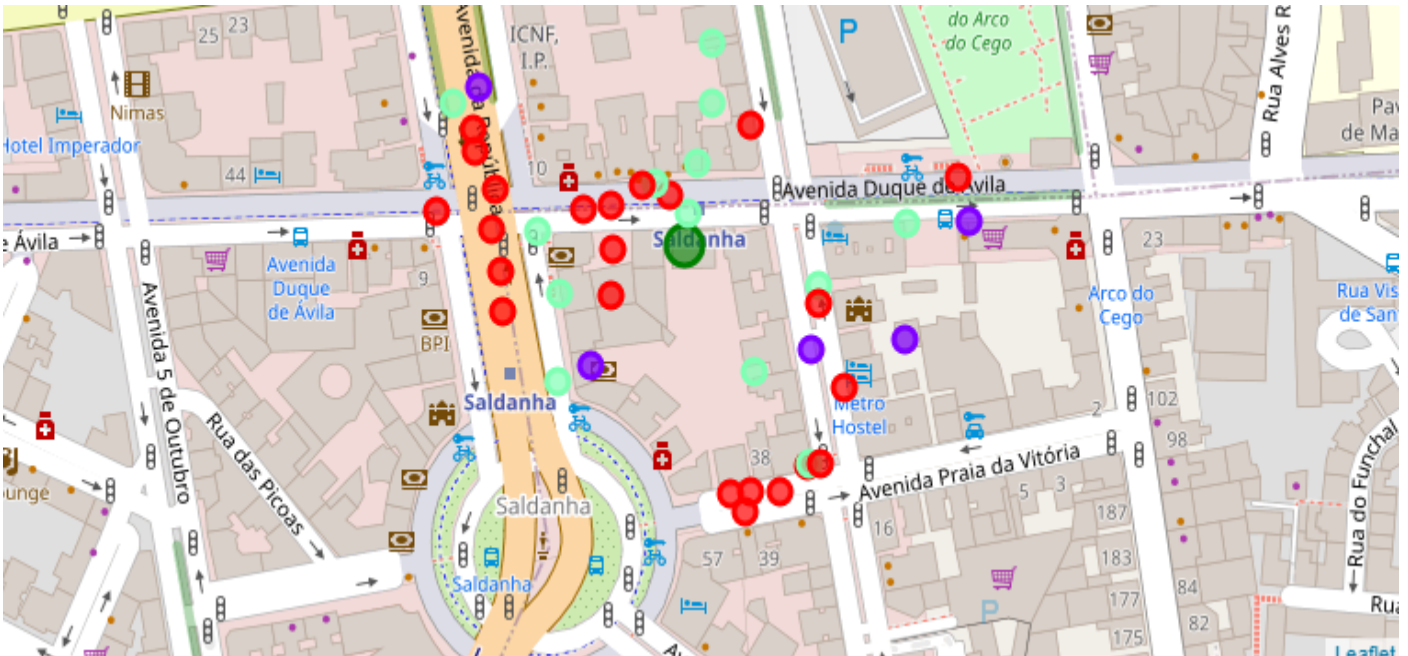 25 23
Nimas
Hotel Imperador
44
ICNF,
I.P.
10
P
do Arco
do Cego
Rua Alves R
Pav
de Ma
Avenida da República
Avenida Duque de Ávila
e Ávila
Avenida
Duque
de Ávila
9
3
BPI
Saldanha
Saldanha
23
Arco do
Cego
Rua Vis
de San
Avenida 5 de Outubro
Rua das Picoas
Metro
Hostel
2
102
98
38
Avenida Praia da Vitória
ounge
4
Saldanha
Saldanha
57
39
16
5
3
187
183
177
175
84
82
P
Rua do Funchal
Rua
Av
Leaflet